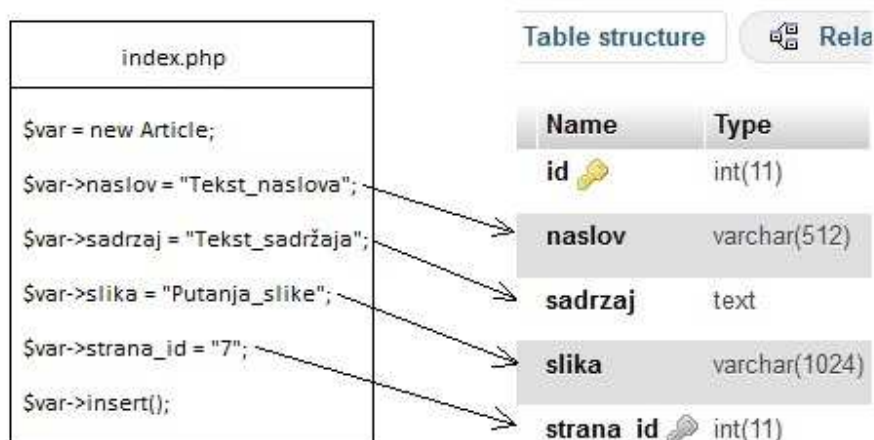 index.php
$var = new Article;
$var->naslov = "Tekst_naslova";
$var->sadrzaj = "Tekst_sadržaja";
$var->slika = "Putanja_slike";
$var->strana_id = "7";
$var->insert();
Table structure Rela
Name Type
id int(11)
naslov varchar(512)
sadrzaj text
slika varchar(1024)
strana_id int(11)